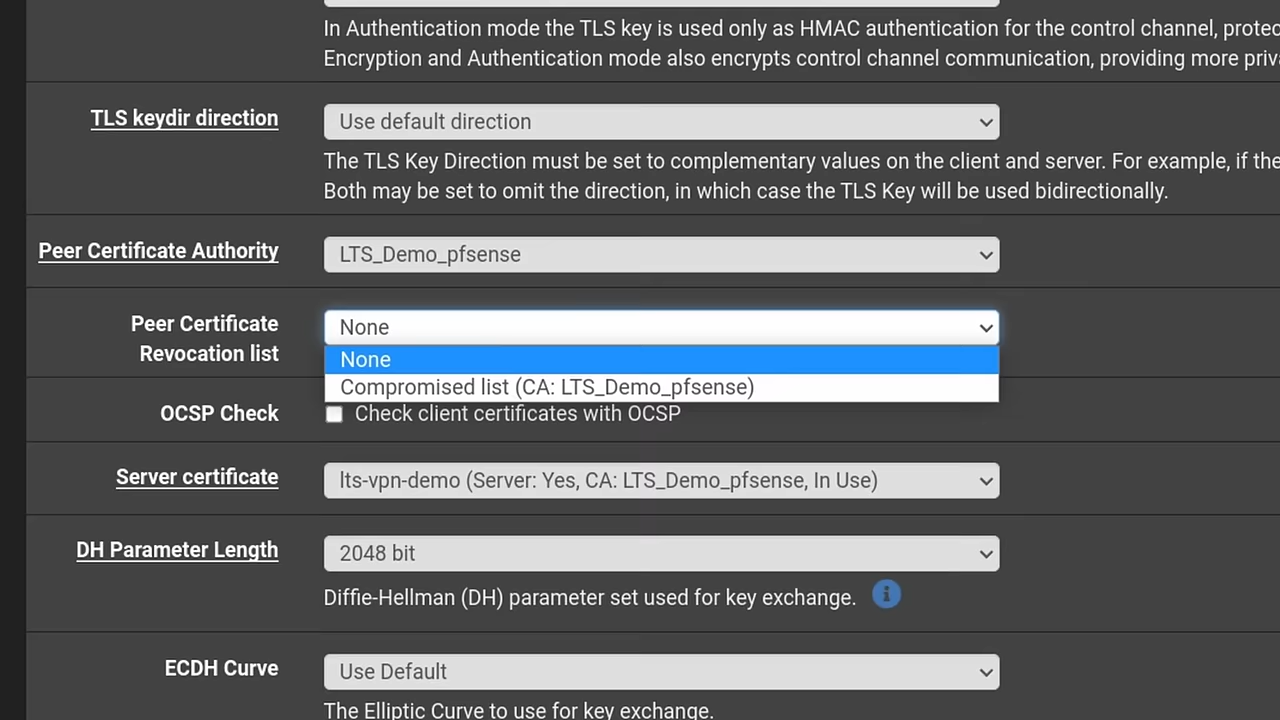 In Authentication mode the TLS key is used only as HMAC authentication for the control channel,
Encryption and Authentication mode also encrypts control channel communication, providing more
TLS keydir direction
Use default direction
The TLS Key Direction must be set to complementary values on the client and server. For example, if the
Both may be set to omit the direction, in which case the TLS Key will be used bidirectionally.
Peer Certificate Authority
LTS_Demo_pfsense
Peer Certificate
Revocation list
None
None
Compromised list (CA: LTS_Demo_pfsense)
OCSP Check
Check client certificates with OCSP
Server certificate
lts-vpn-demo (Server: Yes, CA: LTS_Demo_pfsense, In Use)
DH Parameter Length
2048 bit
Diffie-Hellman (DH) parameter set used for key exchange.
ECDH Curve
Use Default
The Elliptic Curve to use for key exchange.